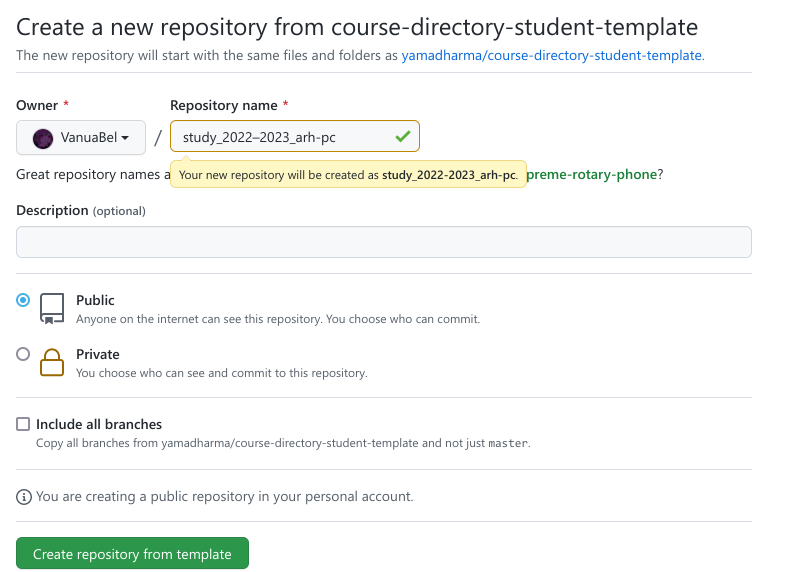 Create a new repository from course-directory-student-template
The new repository will start with the same files and folders as yamadharma/course-directory-student-template.
Owner *
Repository name *
VanuaBel
/
study_2022–2023_arh-pc
Great repository names a
Your new repository will be created as study_2022-2023_arh-pc.
preme-rotary-phone?
Description (optional)
Public
Anyone on the internet can see this repository. You choose who can commit.
Private
You choose who can see and commit to this repository.
Include all branches
Copy all branches from yamadharma/course-directory-student-template and not just master.
You are creating a public repository in your personal account.
Create repository from template